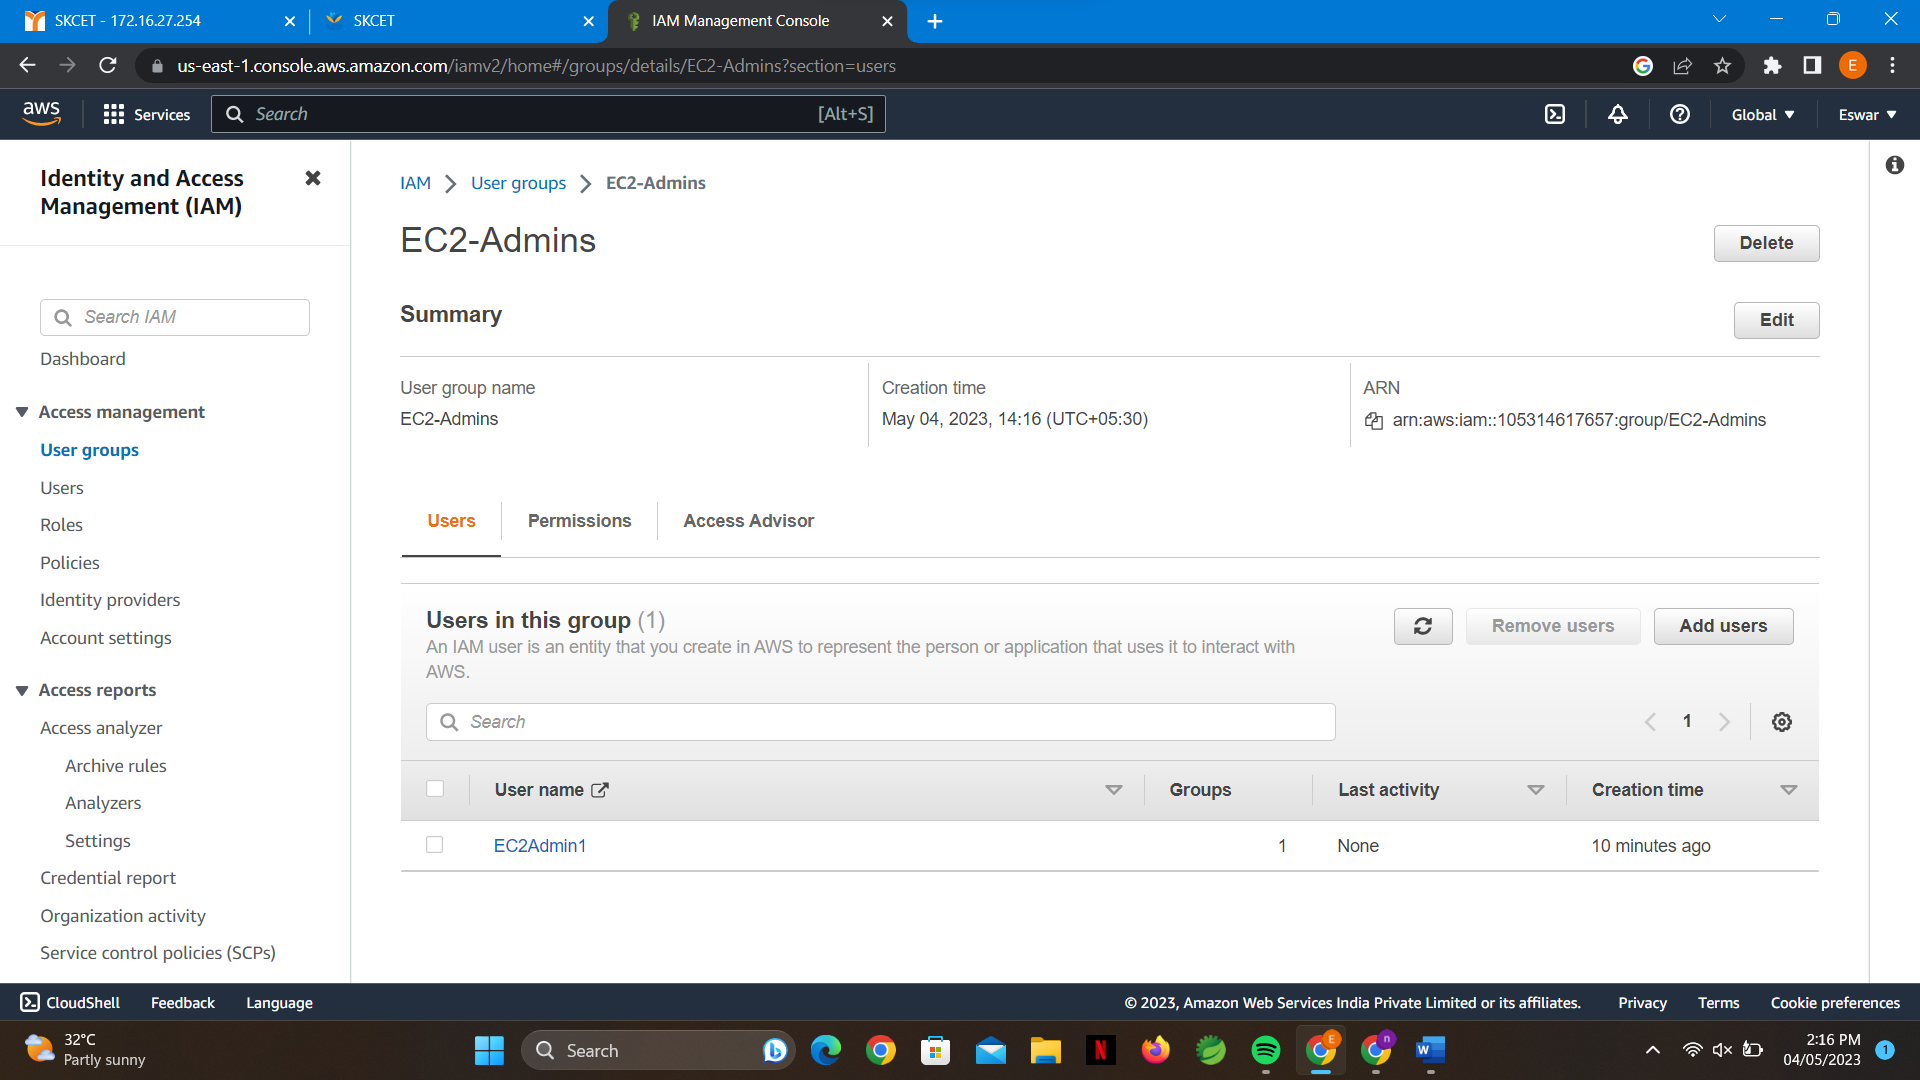 SKCET - 172.16.27.254
SKCET
IAM Management Console
us-east-1.console.aws.amazon.com/iamv2/home#/groups/details/EC2-Admins?section=users
E
aws
Services
Search
[Alt+S]
Global
Eswar
Identity and Access
Management (IAM)
Search IAM
Dashboard
Access management
User groups
Users
Roles
Policies
Identity providers
Account settings
Access reports
Access analyzer
Archive rules
Analyzers
Settings
Credential report
Organization activity
Service control policies (SCPs)
IAM
User groups
EC2-Admins
EC2-Admins
Delete
Summary
Edit
User group name
EC2-Admins
Creation time
May 04, 2023, 14:16 (UTC+05:30)
ARN
arn:aws:iam::105314617657:group/EC2-Admins
Users
Permissions
Access Advisor
Users in this group (1)
An IAM user is an entity that you create in AWS to represent the person or application that uses it to interact with
AWS.
Remove users
Add users
Search
1
User name
Groups
Last activity
Creation time
EC2Admin1
1
None
10 minutes ago
CloudShell
Feedback
Language
© 2023, Amazon Web Services India Private Limited or its affiliates.
Privacy
Terms
Cookie preferences
32°C
Partly sunny
Search
N
E
n
W
2:16 PM
04/05/2023
1